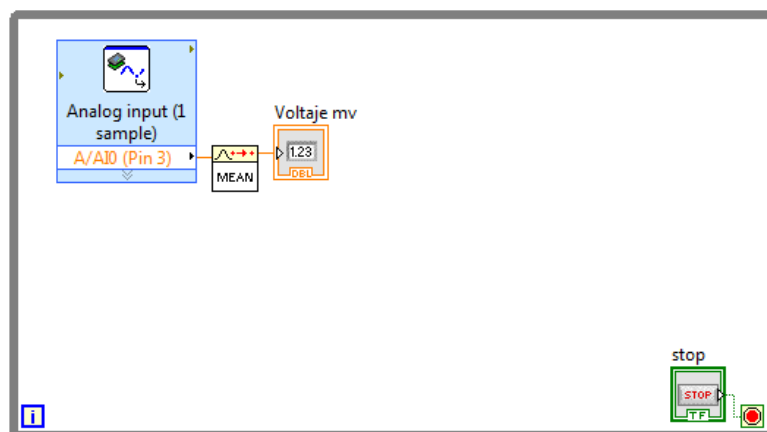 Analog input (1
sample)
A/AI0 (Pin 3)
MEAN
Voltaje mv
1.23
DBL
stop
STOP
TF
i